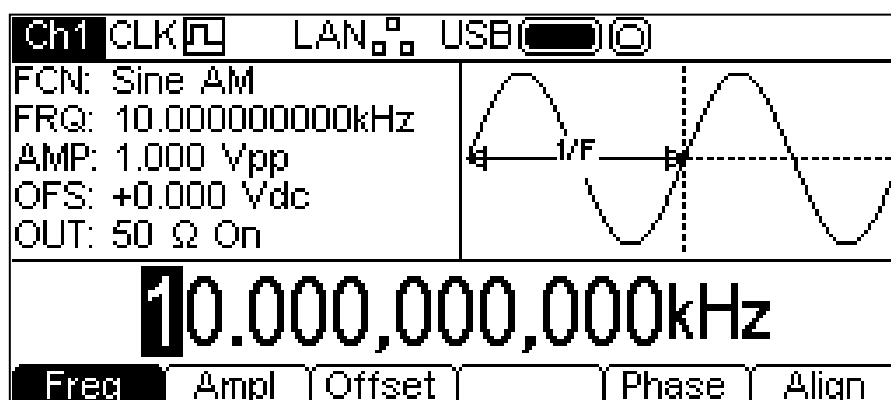 Ch1 CLK LAN USB
FCN: Sine AM
FRQ: 10.000000000kHz
AMP: 1.000 Vpp
OFS: +0.000 Vdc
OUT: 50 Ω On
1/F
10.000,000,000kHz
Freq Ampl Offset Phase Align